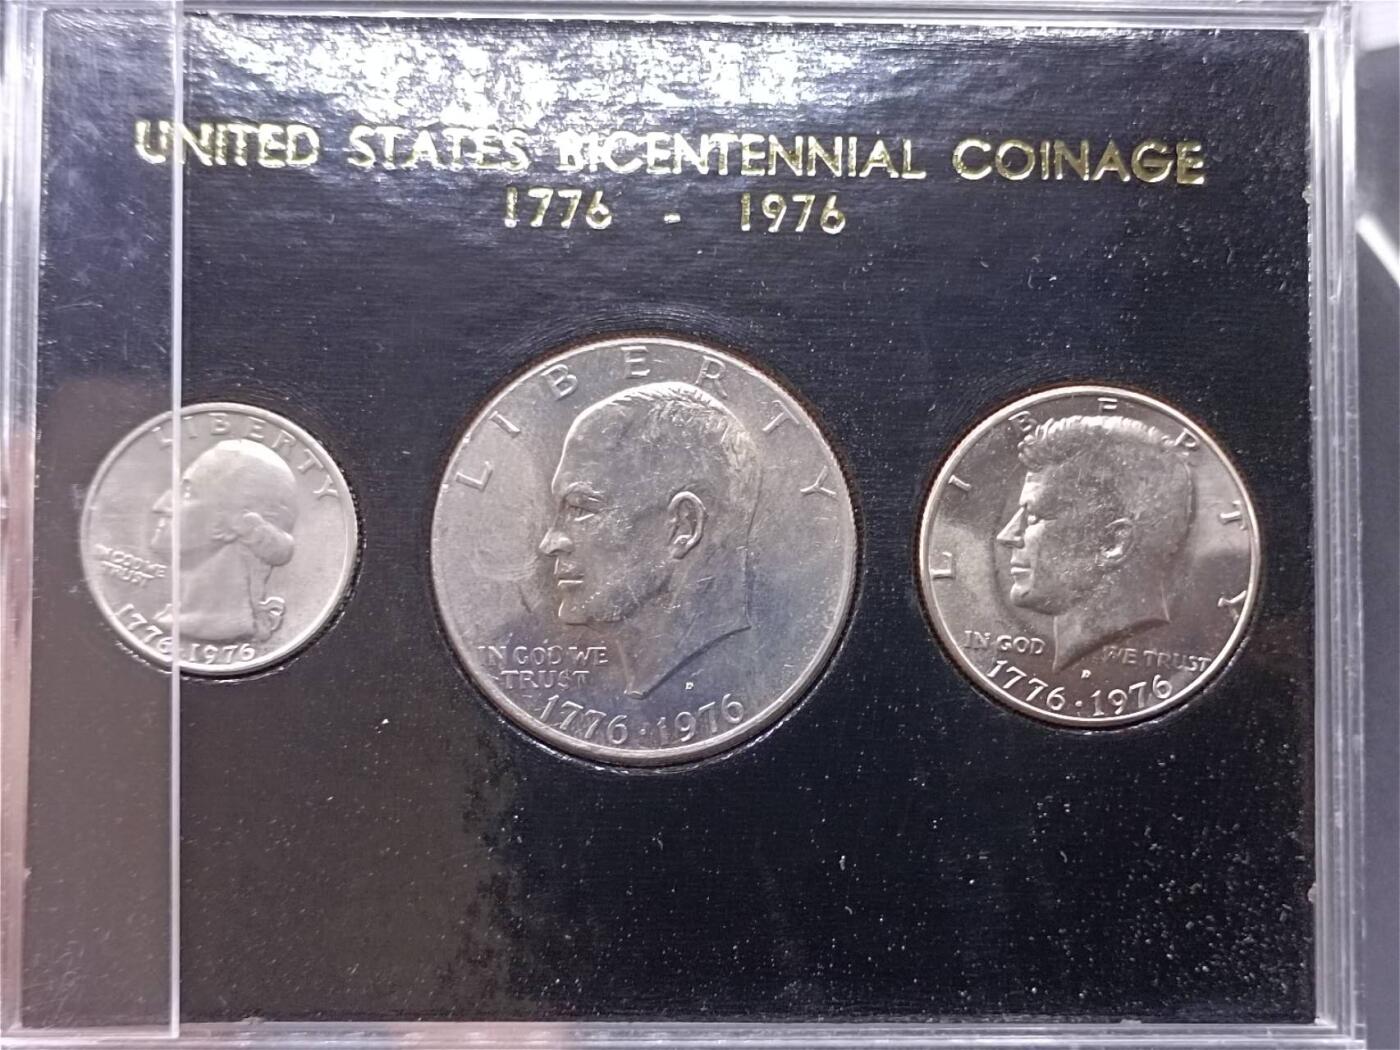 UNITED STATES BICENTENNIAL COINAGE
1776 - 1976
LIBERTY
IN GOD WE
TRUST
1776·1976
LIBERTY
IN GOD WE
TRUST
D
1776·1976
LIBERTY
IN GOD WE TRUST
D
1776·1976